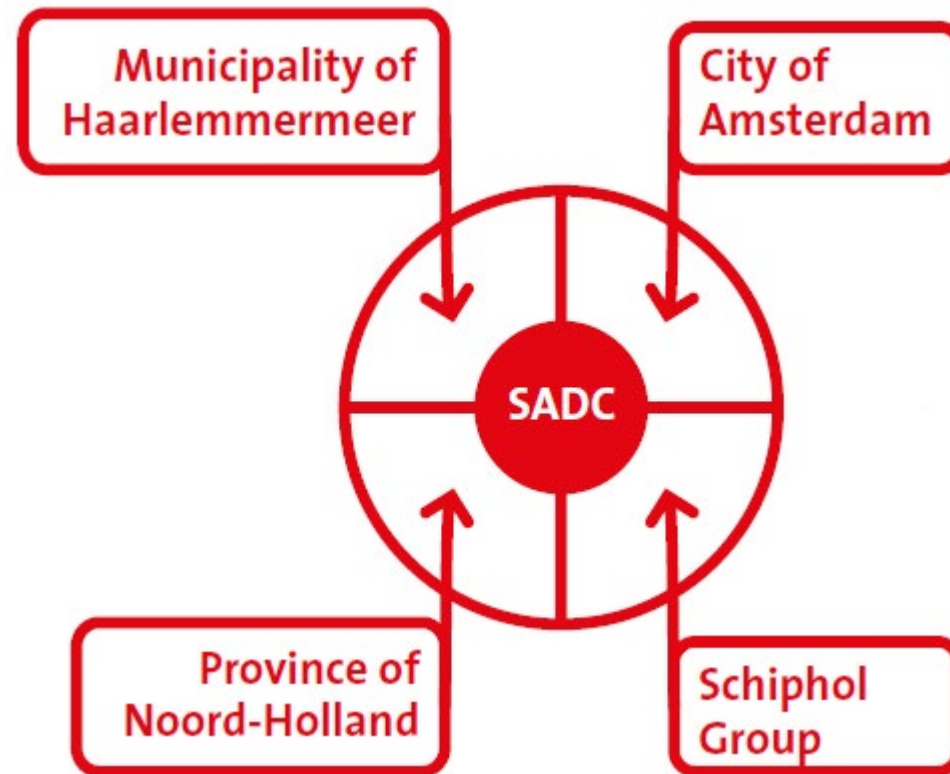 Municipality of
Haarlemmermeer
City of
Amsterdam
SADC
Province of
Noord-Holland
Schiphol
Group